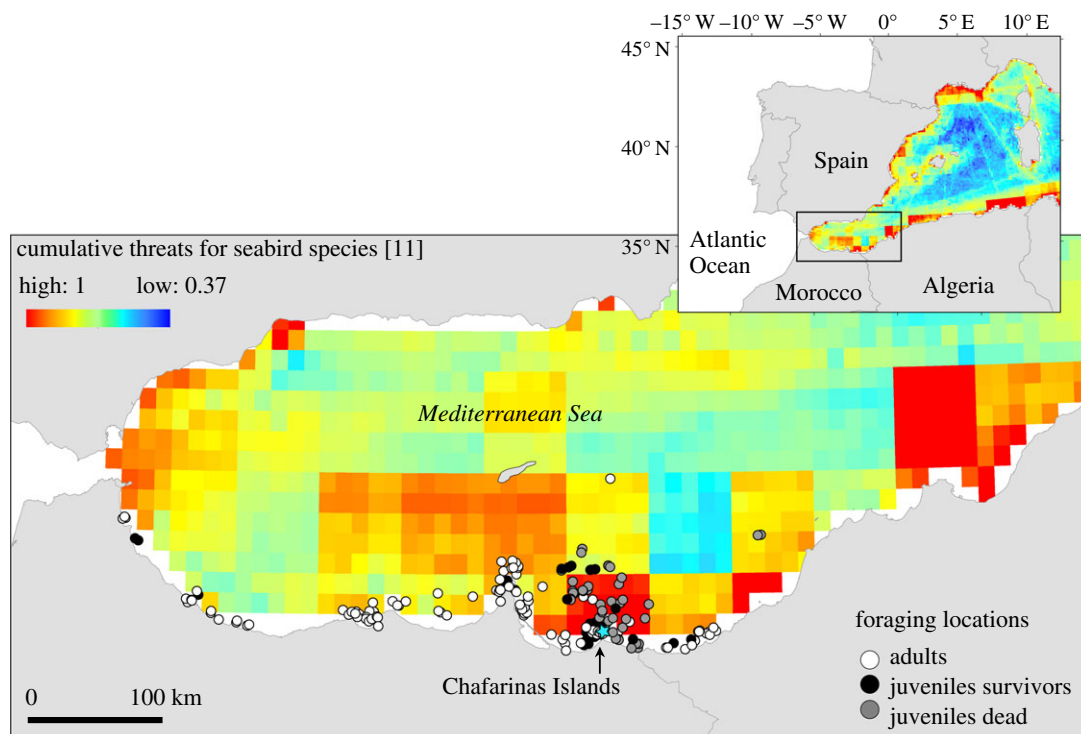 −15° W −10° W −5° W 0° 5° E 10° E
45° N
40° N
35° N
Spain
Atlantic
Ocean
Morocco
Algeria
cumulative threats for seabird species [11]
high: 1 low: 0.37
Mediterranean Sea
Chafarinas Islands
0 100 km
foraging locations
adults
juveniles survivors
juveniles dead